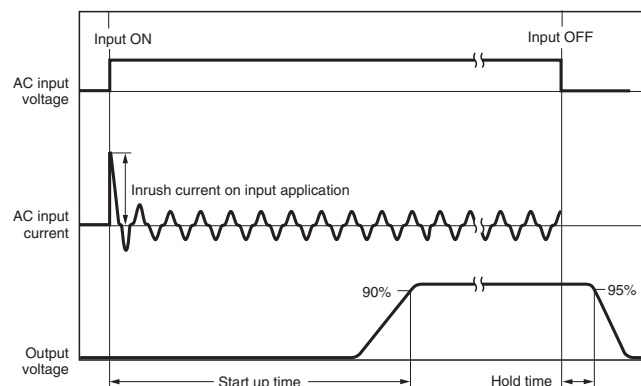 Input ON
Input OFF
AC input
voltage
Inrush current on input application
AC input
current
90%
95%
Output
voltage
Start up time
Hold time